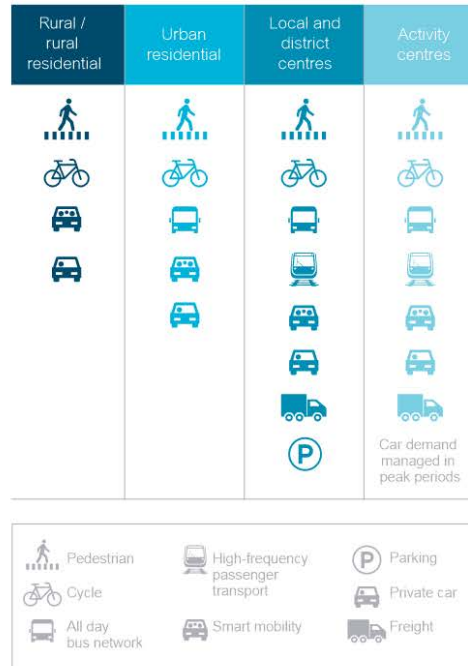 Rural /
rural
residential
Urban
residential
Local and
district
centres
Activity
centres
P
Car demand
managed in
peak periods
Pedestrian
High-frequency
passenger
transport
P
Parking
Cycle
Private car
All day
bus network
Smart mobility
Freight